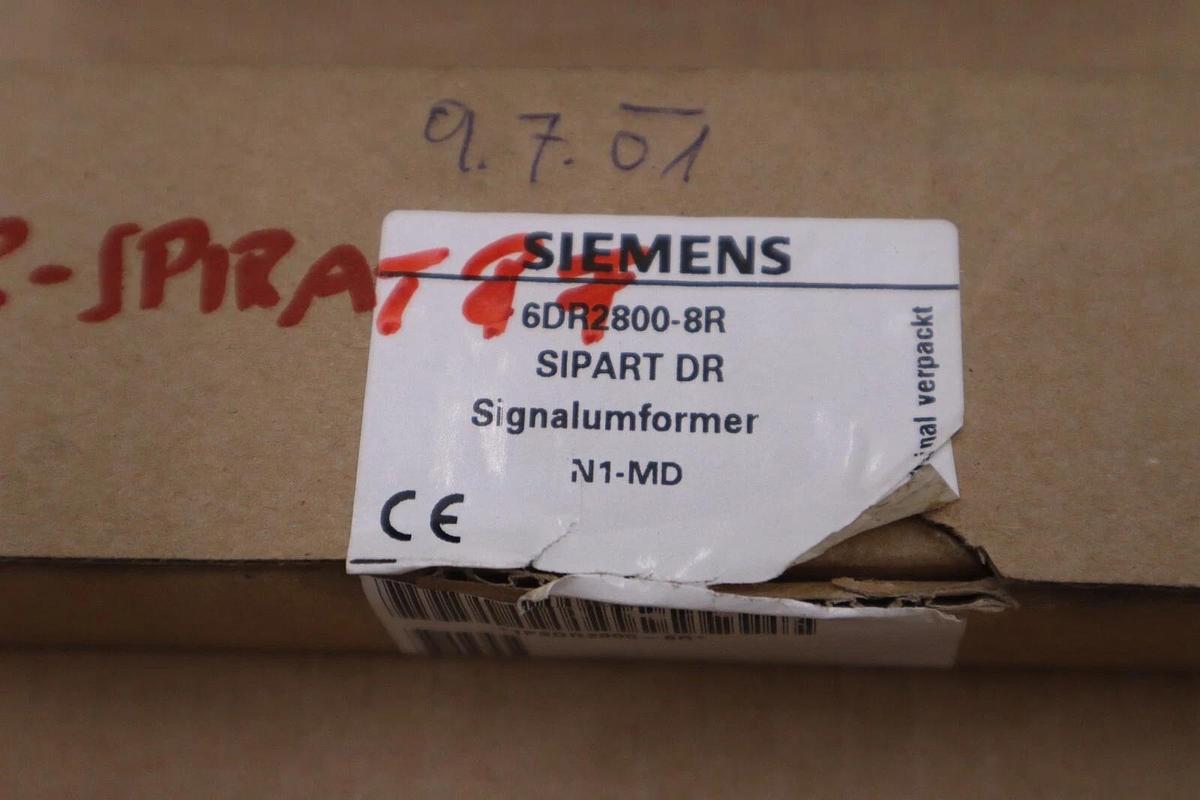 9.7.01
SIEMENS
6DR2800-8R
SIPART DR
Signalumformer
N1-MD
CE
verpackt